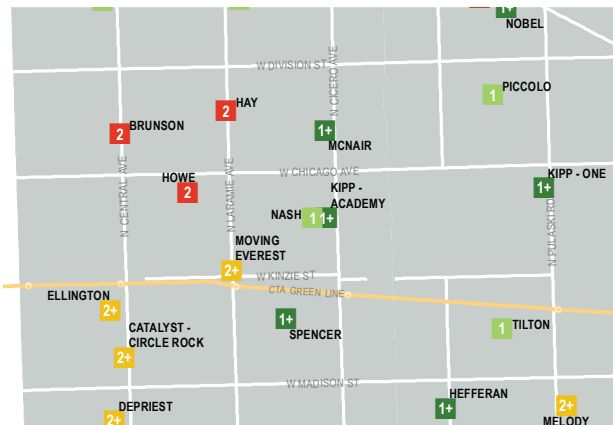 1+
NOBEL
W DIVISION ST
N CICERO AVE
1
PICCOLO
2
HAY
2
BRUNSON
1+
MCNAIR
W CHICAGO AVE
HOWE
2
N CENTRAL AVE
N LARAMIE AVE
KIPP -
ACADEMY
NASH
1
1+
KIPP - ONE
1+
N PULASKI RD
MOVING
EVEREST
2+
W KINZIE ST
CTA GREEN LINE
ELLINGTON
2+
CATALYST -
CIRCLE ROCK
2+
1+
SPENCER
1
TILTON
W MADISON ST
DEPRIEST
2+
HEFFERAN
1+
2+
MELODY